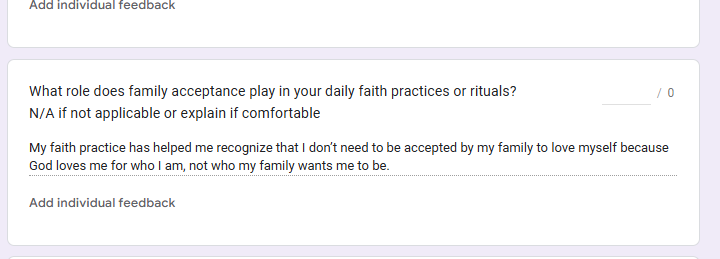 Add individual feedback
What role does family acceptance play in your daily faith practices or rituals?
/ 0
N/A if not applicable or explain if comfortable
My faith practice has helped me recognize that I don't need to be accepted by my family to love myself because
God loves me for who I am, not who my family wants me to be.
Add individual feedback